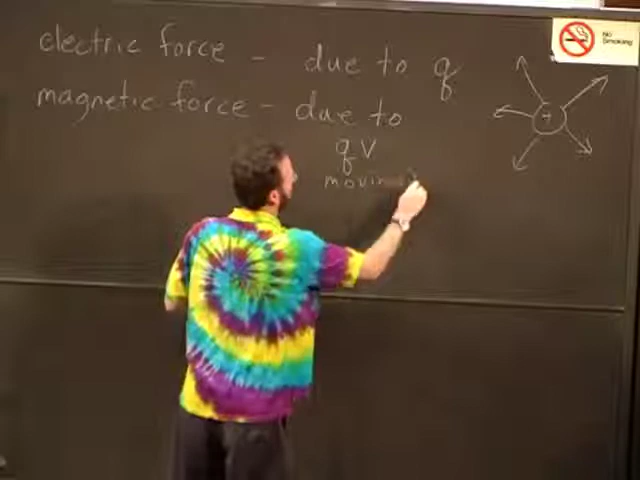 electric force - due to q
magnetic force - due to
qv
moving
+
No
Smoking